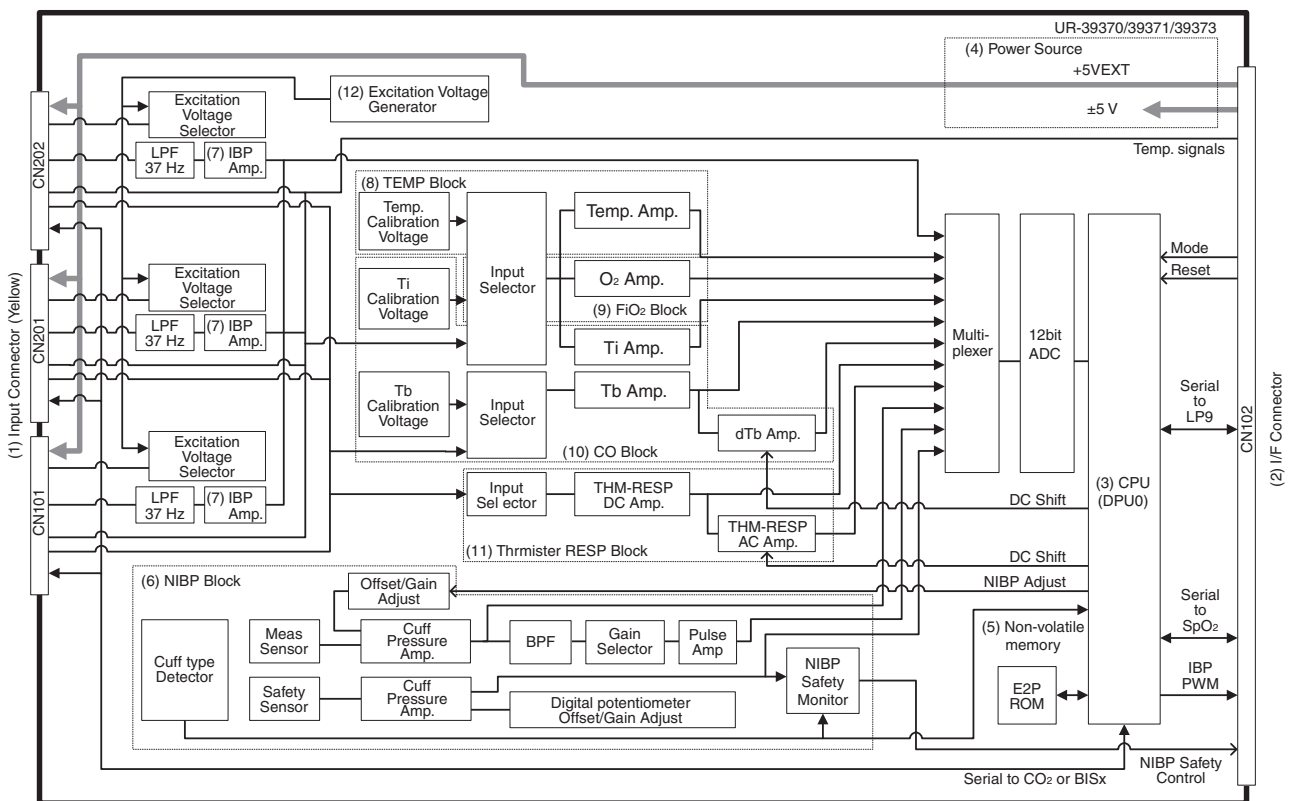 UR-39370/39371/39373
(4) Power Source
+5VEXT
±5 V
Temp. signals
(12) Excitation Voltage
Generator
Excitation
Voltage
Selector
LPF
37 Hz
(7) IBP
Amp.
CN202
Excitation
Voltage
Selector
LPF
37 Hz
(7) IBP
Amp.
CN201
Excitation
Voltage
Selector
LPF
37 Hz
(7) IBP
Amp.
CN101
(1) Input Connector (Yellow)
(8) TEMP Block
Temp.
Calibration
Voltage
Ti
Calibration
Voltage
Input
Selector
Temp. Amp.
O2 Amp.
(9) FiO2 Block
Ti Amp.
Tb
Calibration
Voltage
Input
Selector
Tb Amp.
dTb Amp.
(10) CO Block
Input
Sel ector
THM-RESP
DC Amp.
THM-RESP
AC Amp.
(11) Thrmister RESP Block
Multi-
plexer
12bit
ADC
(3) CPU
(DPU0)
Mode
Reset
Serial
to
LP9
CN102
(2) I/F Connector
DC Shift
DC Shift
NIBP Adjust
Serial
to
SpO2
IBP
PWM
(5) Non-volatile
memory
E2P
ROM
(6) NIBP Block
Offset/Gain
Adjust
Cuff type
Detector
Meas
Sensor
Cuff
Pressure
Amp.
BPF
Gain
Selector
Pulse
Amp
Safety
Sensor
Cuff
Pressure
Amp.
Digital potentiometer
Offset/Gain Adjust
NIBP
Safety
Monitor
NIBP Safety
Control
Serial to CO2 or BISx